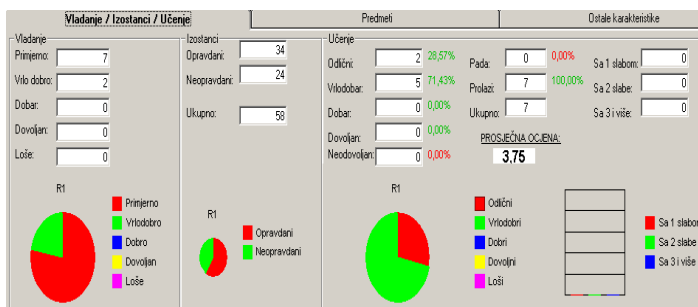 Vladanje / Izostanci / Učenje
Predmeti
Ostale karakteristike
Vladanje
Primjerno: 7
Vrlo dobro: 2
Dobar: 0
Dovoljan: 0
Loše: 0
R1
Primjerno
Vrlodobro
Dobro
Dovoljan
Loše
Izostanci
Opravdani: 34
Neopravdani: 24
Ukupno: 58
R1
Opravdani
Neopravdani
Učenje
Odlični: 2 28,57%
Vrlodobar: 5 71,43%
Dobar: 0 0,00%
Dovoljan: 0 0,00%
Neodovoljan: 0 0,00%
Pada: 0 0,00%
Prolazi: 7 100,00%
Ukupno: 7
Sa 1 slabom: 0
Sa 2 slabe: 0
Sa 3 i više: 0
PROSJEČNA OCJENA:
3,75
R1
Odlični
Vrlodobri
Dobri
Dovoljni
Loši
Sa 1 slabor
Sa 2 slabe
Sa 3 i više